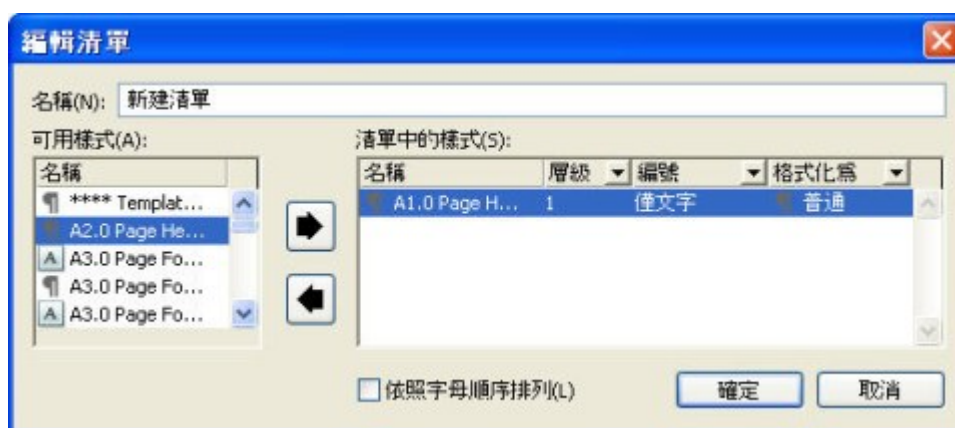 編輯清單
名稱(N): 新建清單
可用樣式(A):
名稱
**** Templat...
A2.0 Page He...
A3.0 Page Fo...
A3.0 Page Fo...
A3.0 Page Fo...
清單中的樣式(S):
名稱 層級 編號 格式化爲
A1.0 Page H... 1 僅文字 普通
依照字母順序排列(L)
確定 取消